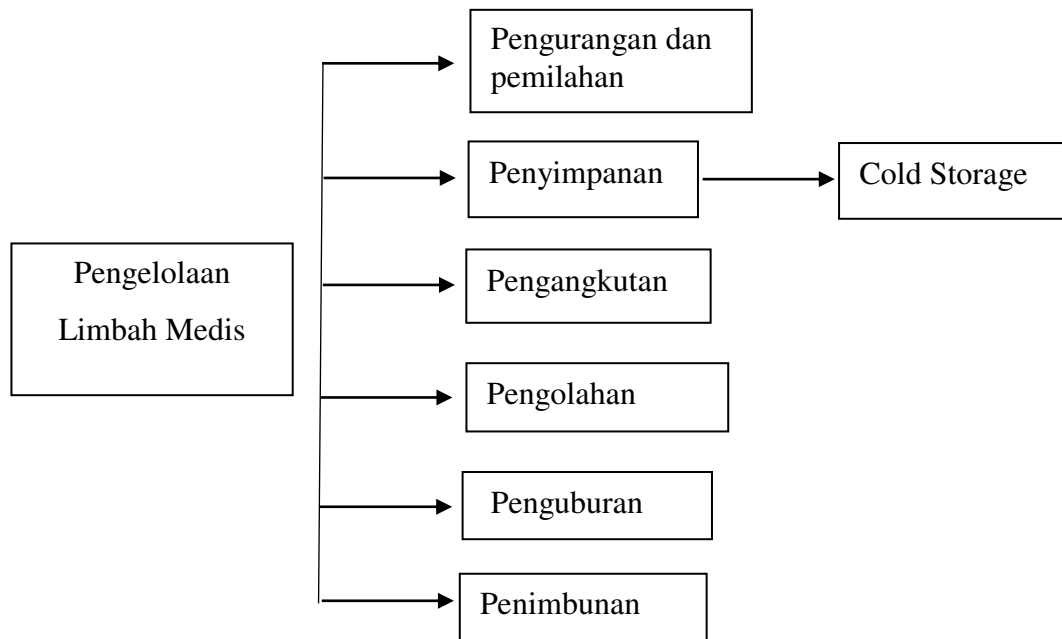 Pengurangan dan
pemilahan
Penyimpanan
Cold Storage
Pengelolaan
Limbah Medis
Pengangkutan
Pengolahan
Penguburan
Penimbunan